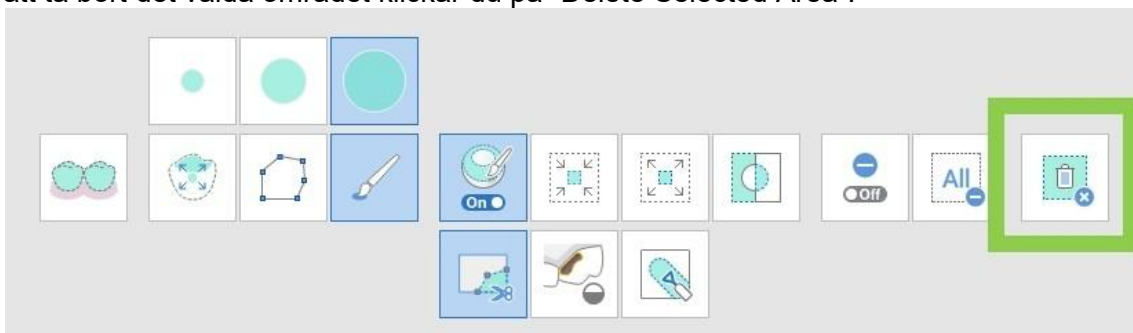 att ta bort det valda området klickar du på "Delete Selected Area".
All
On
Off